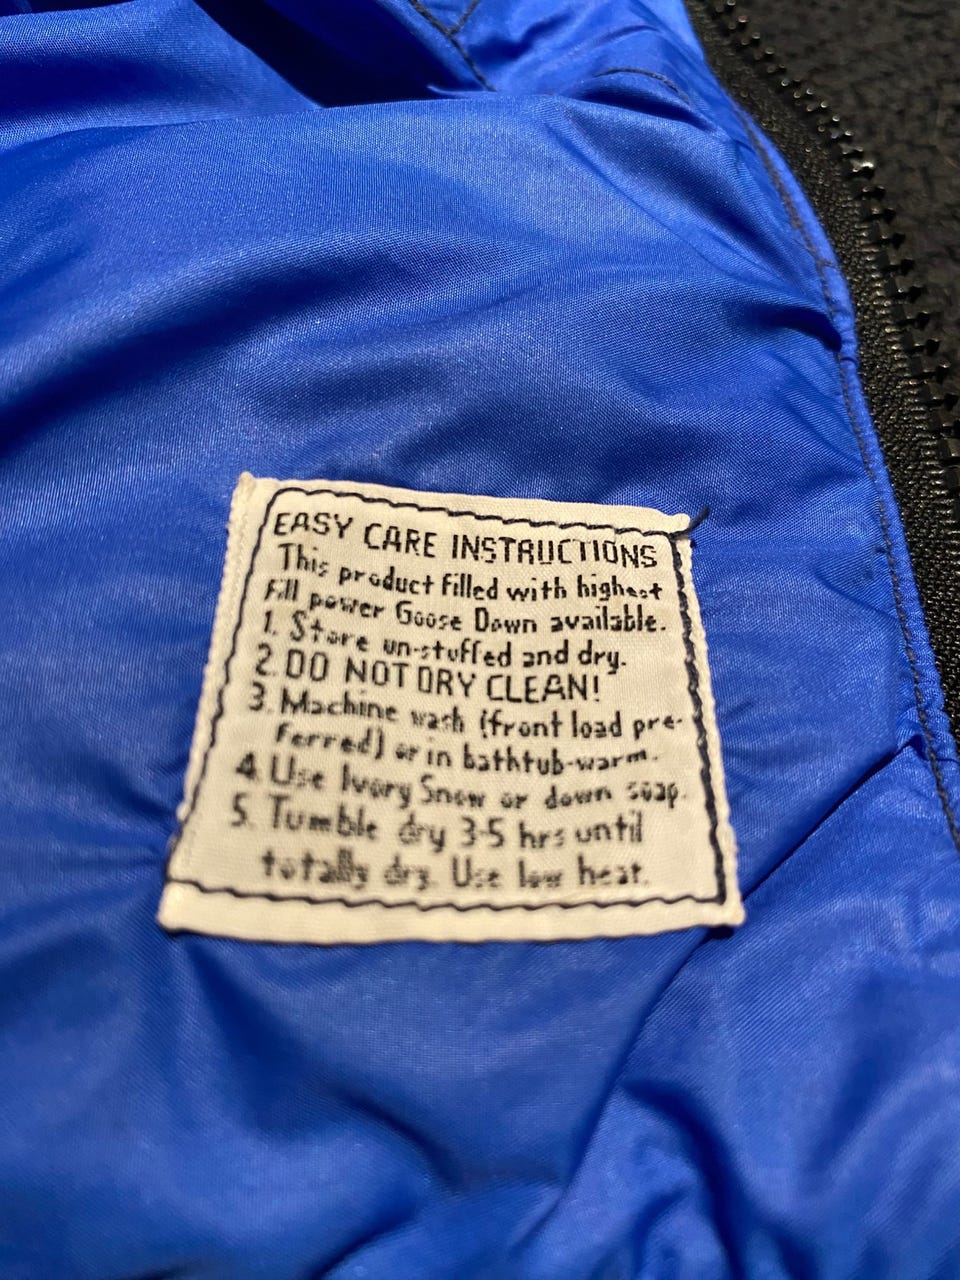 EASY CARE INSTRUCTIONS
This product filled with highest
fill power Goose Down available.
1. Store un-stuffed and dry.
2. DO NOT DRY CLEAN!
3. Machine wash (front load pre-
ferred) or in bathtub-warm.
4. Use Ivory Snow or down soap.
5. Tumble dry 3-5 hrs until
totally dry. Use low heat.